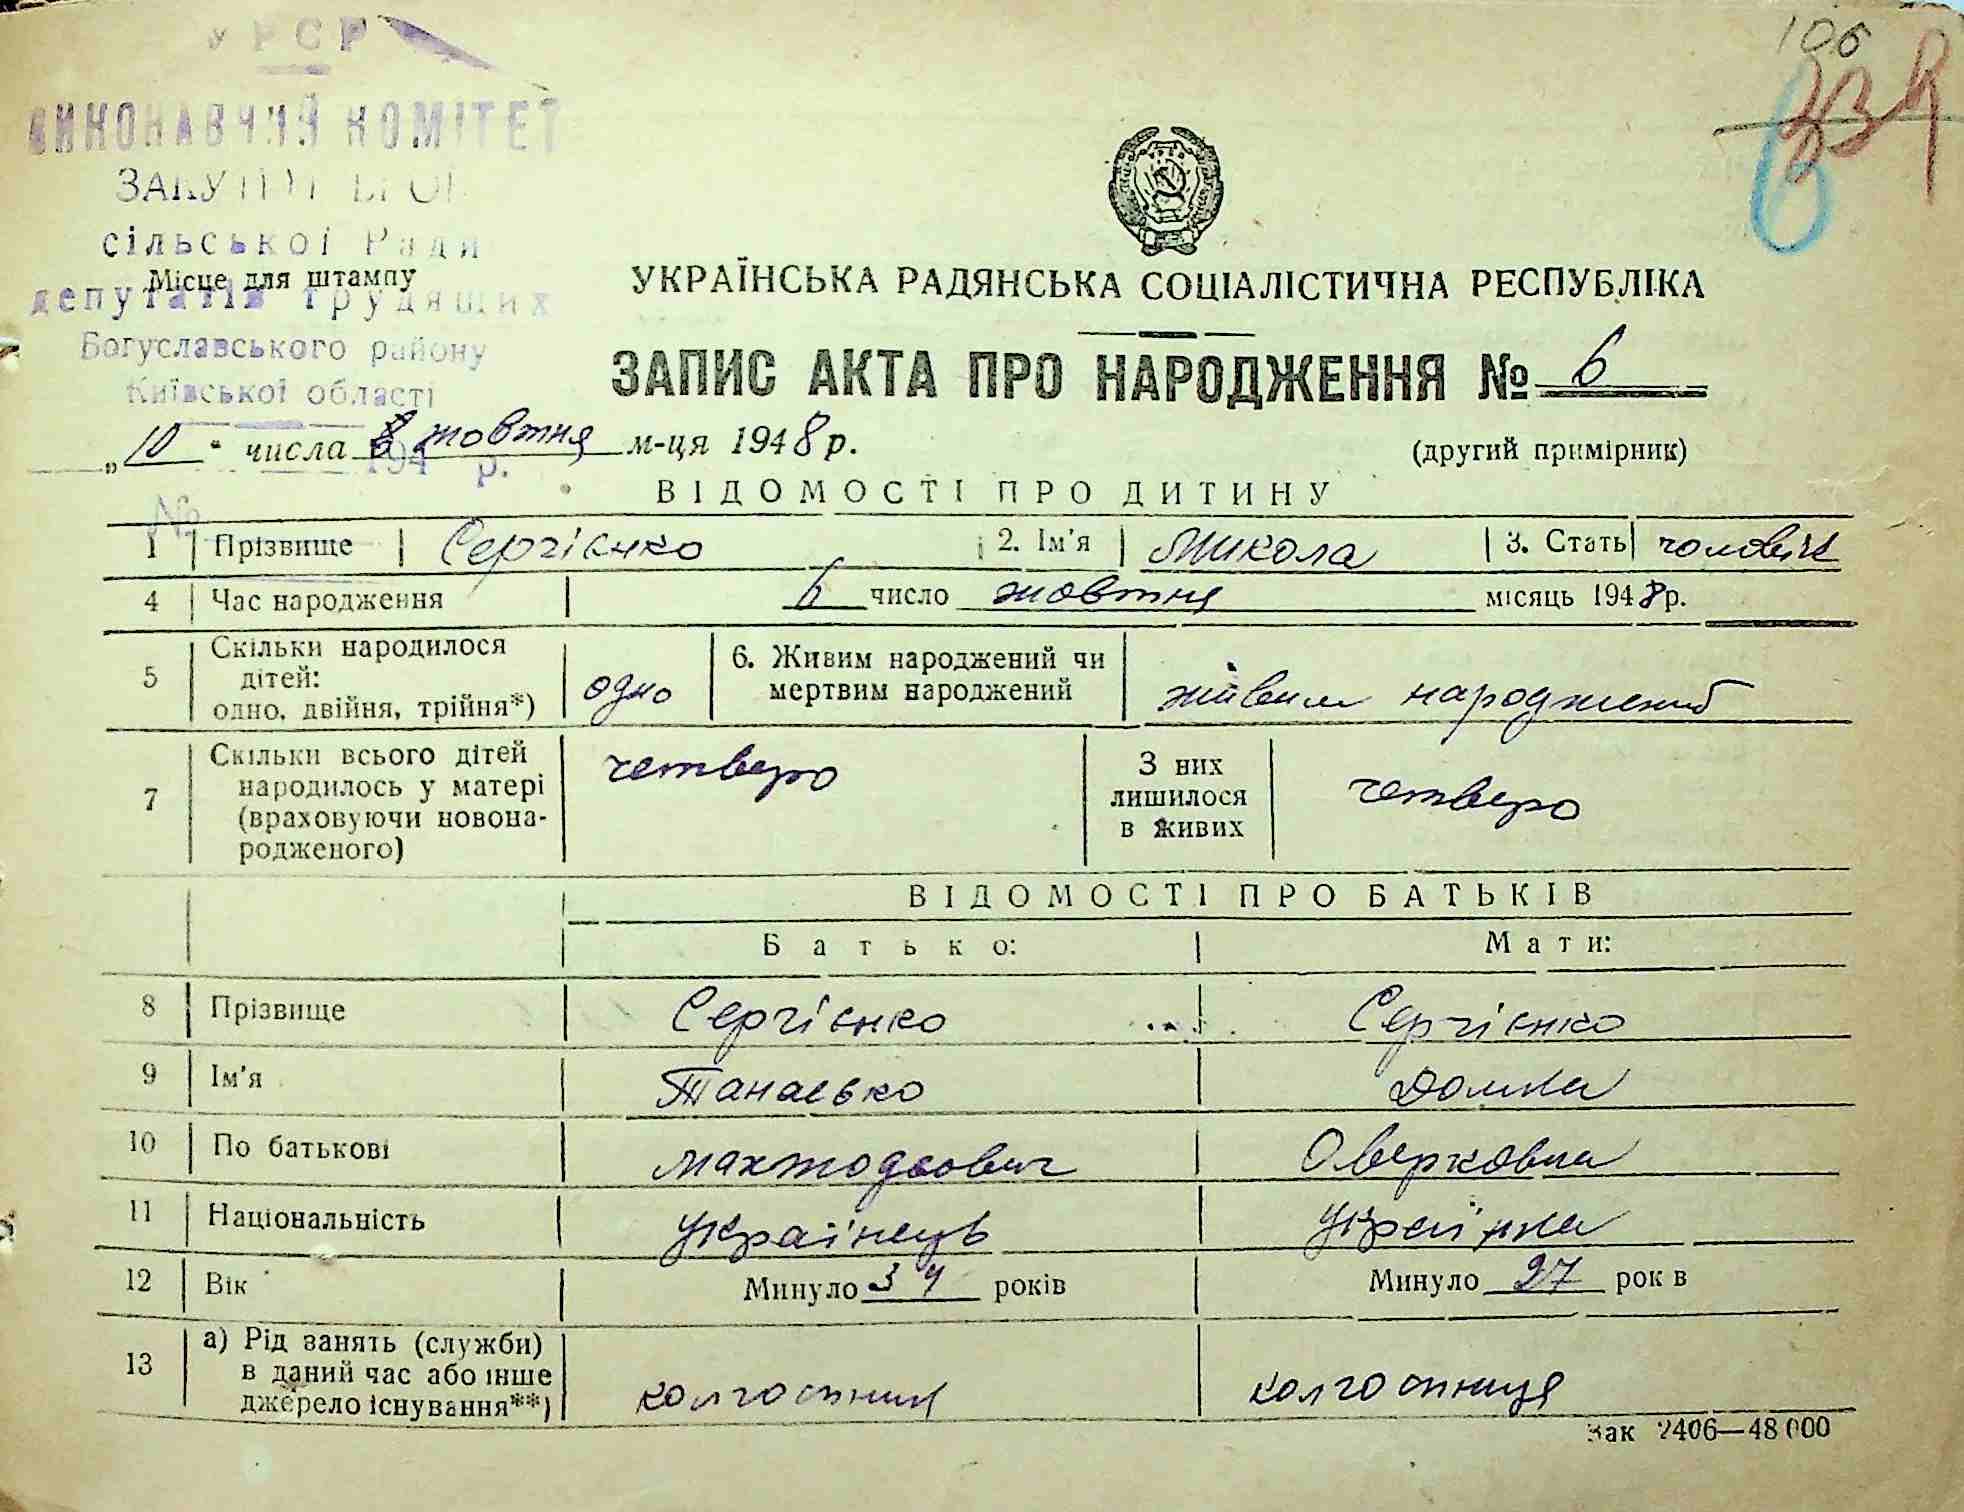 106
339
6
УРСР
ВИКОНАВЧИЙ КОМІТЕТ
сільської Ради
депутатів трудящих
Богуславського району
Київської області
194 р.
№
Місце для штампу
УКРАЇНСЬКА РАДЯНСЬКА СОЦІАЛІСТИЧНА РЕСПУБЛІКА
ЗАПИС АКТА ПРО НАРОДЖЕННЯ № 6
„10" числа жовтня м-ця 1948 р.
(другий примірник)
ВІДОМОСТІ ПРО ДИТИНУ
1 Прізвище Сергієнко 2. Ім'я Микола 3. Стать чоловіч
4 Час народження 6 число жовтня місяць 1948 р.
5 Скільки народилося дітей: одно, двійня, трійня*) одно 6. Живим народжений чи мертвим народжений живим народжений
7 Скільки всього дітей народилось у матері (враховуючи новонародженого) четверо З них лишилося в живих четверо
ВІДОМОСТІ ПРО БАТЬКІВ
Батько: Мати:
8 Прізвище Сергієнко Сергієнко
9 Ім'я Танасько Домка
10 По батькові Оверковна
11 Національність Українець Українка
12 Вік Минуло 34 років Минуло 27 рок в
13 а) Рід занять (служби) в даний час або інше джерело існування**) колгоспник колгоспниця
Зак 2406—48 000